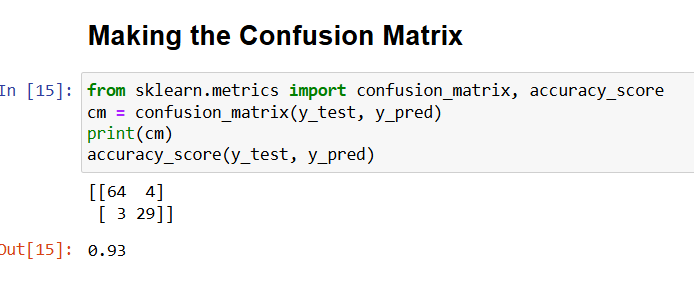 Making the Confusion Matrix
In [15]: from sklearn.metrics import confusion_matrix, accuracy_score
cm = confusion_matrix(y_test, y_pred)
print(cm)
accuracy_score(y_test, y_pred)
[[64  4]
 [ 3 29]]
Out[15]: 0.93